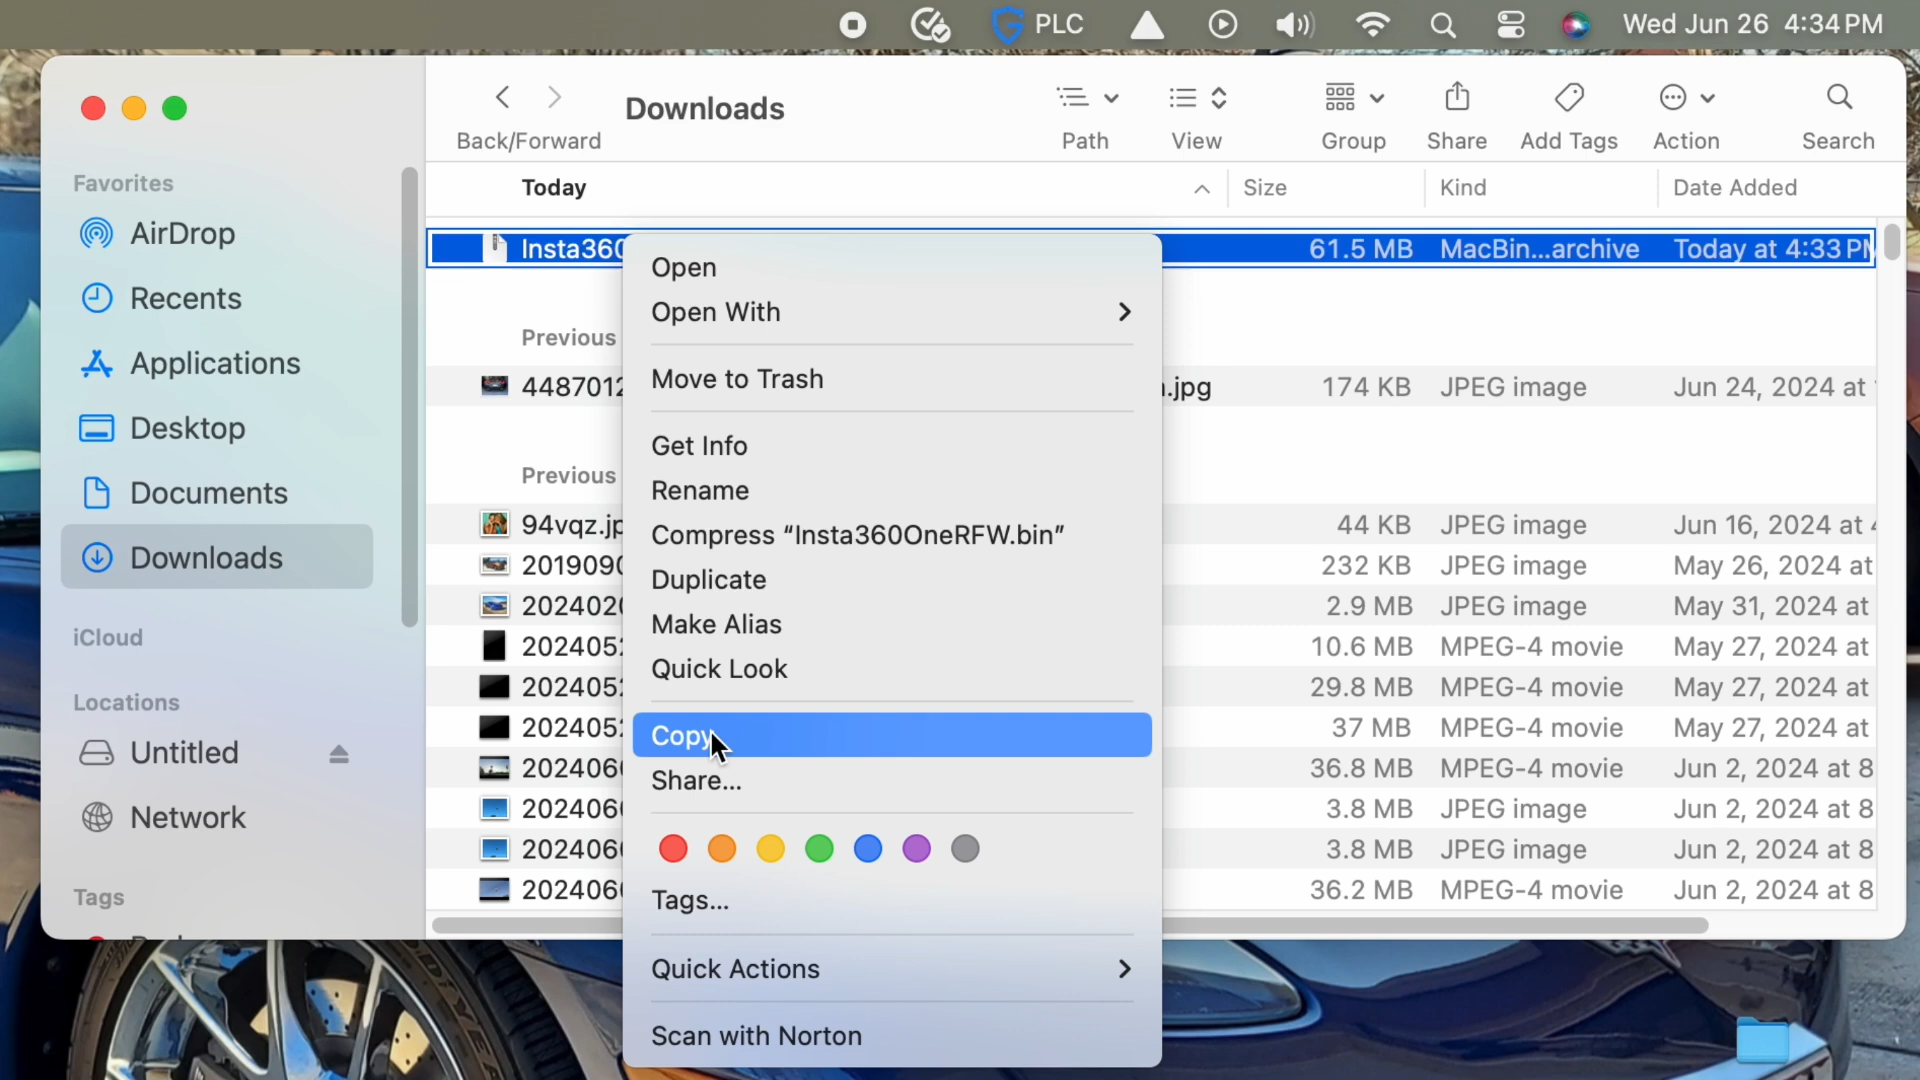 PLC Wed Jun 26 4:34 PM
Back/Forward Downloads Path View Group Share Add Tags Action Search
Favorites
AirDrop
Recents
Applications
Desktop
Documents
Downloads
iCloud
Locations
Untitled
Network
Tags
Today Size Kind Date Added
Insta360 61.5 MB MacBin...archive Today at 4:33 PM
Previous
4487012 .jpg 174 KB JPEG image Jun 24, 2024 at
Previous
94vqz.jp 44 KB JPEG image Jun 16, 2024 at
2019090 232 KB JPEG image May 26, 2024 at
2024020 2.9 MB JPEG image May 31, 2024 at
202405 10.6 MB MPEG-4 movie May 27, 2024 at
202405 29.8 MB MPEG-4 movie May 27, 2024 at
202405 37 MB MPEG-4 movie May 27, 2024 at
202406 36.8 MB MPEG-4 movie Jun 2, 2024 at 8
202406 3.8 MB JPEG image Jun 2, 2024 at 8
202406 3.8 MB JPEG image Jun 2, 2024 at 8
202406 36.2 MB MPEG-4 movie Jun 2, 2024 at 8
Open
Open With
Move to Trash
Get Info
Rename
Compress “Insta360OneRFW.bin”
Duplicate
Make Alias
Quick Look
Copy
Share...
Tags...
Quick Actions
Scan with Norton